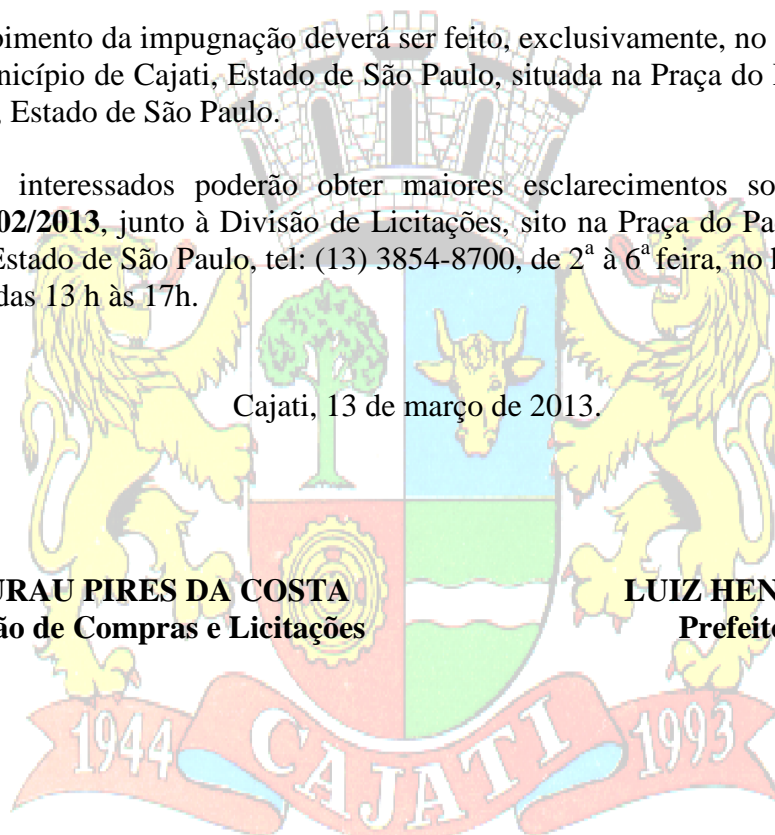 bimento da impugnação deverá ser feito, exclusivamente, no
nicípio de Cajati, Estado de São Paulo, situada na Praça do
, Estado de São Paulo.
interessados poderão obter maiores esclarecimentos so
02/2013, junto à Divisão de Licitações, sito na Praça do Pa
Estado de São Paulo, tel: (13) 3854-8700, de 2ª à 6ª feira, no
das 13 h às 17h.
Cajati, 13 de março de 2013.
URAU PIRES DA COSTA
LUIZ HEN
ão de Compras e Licitações
Prefeito
1944 CAJATI 1993